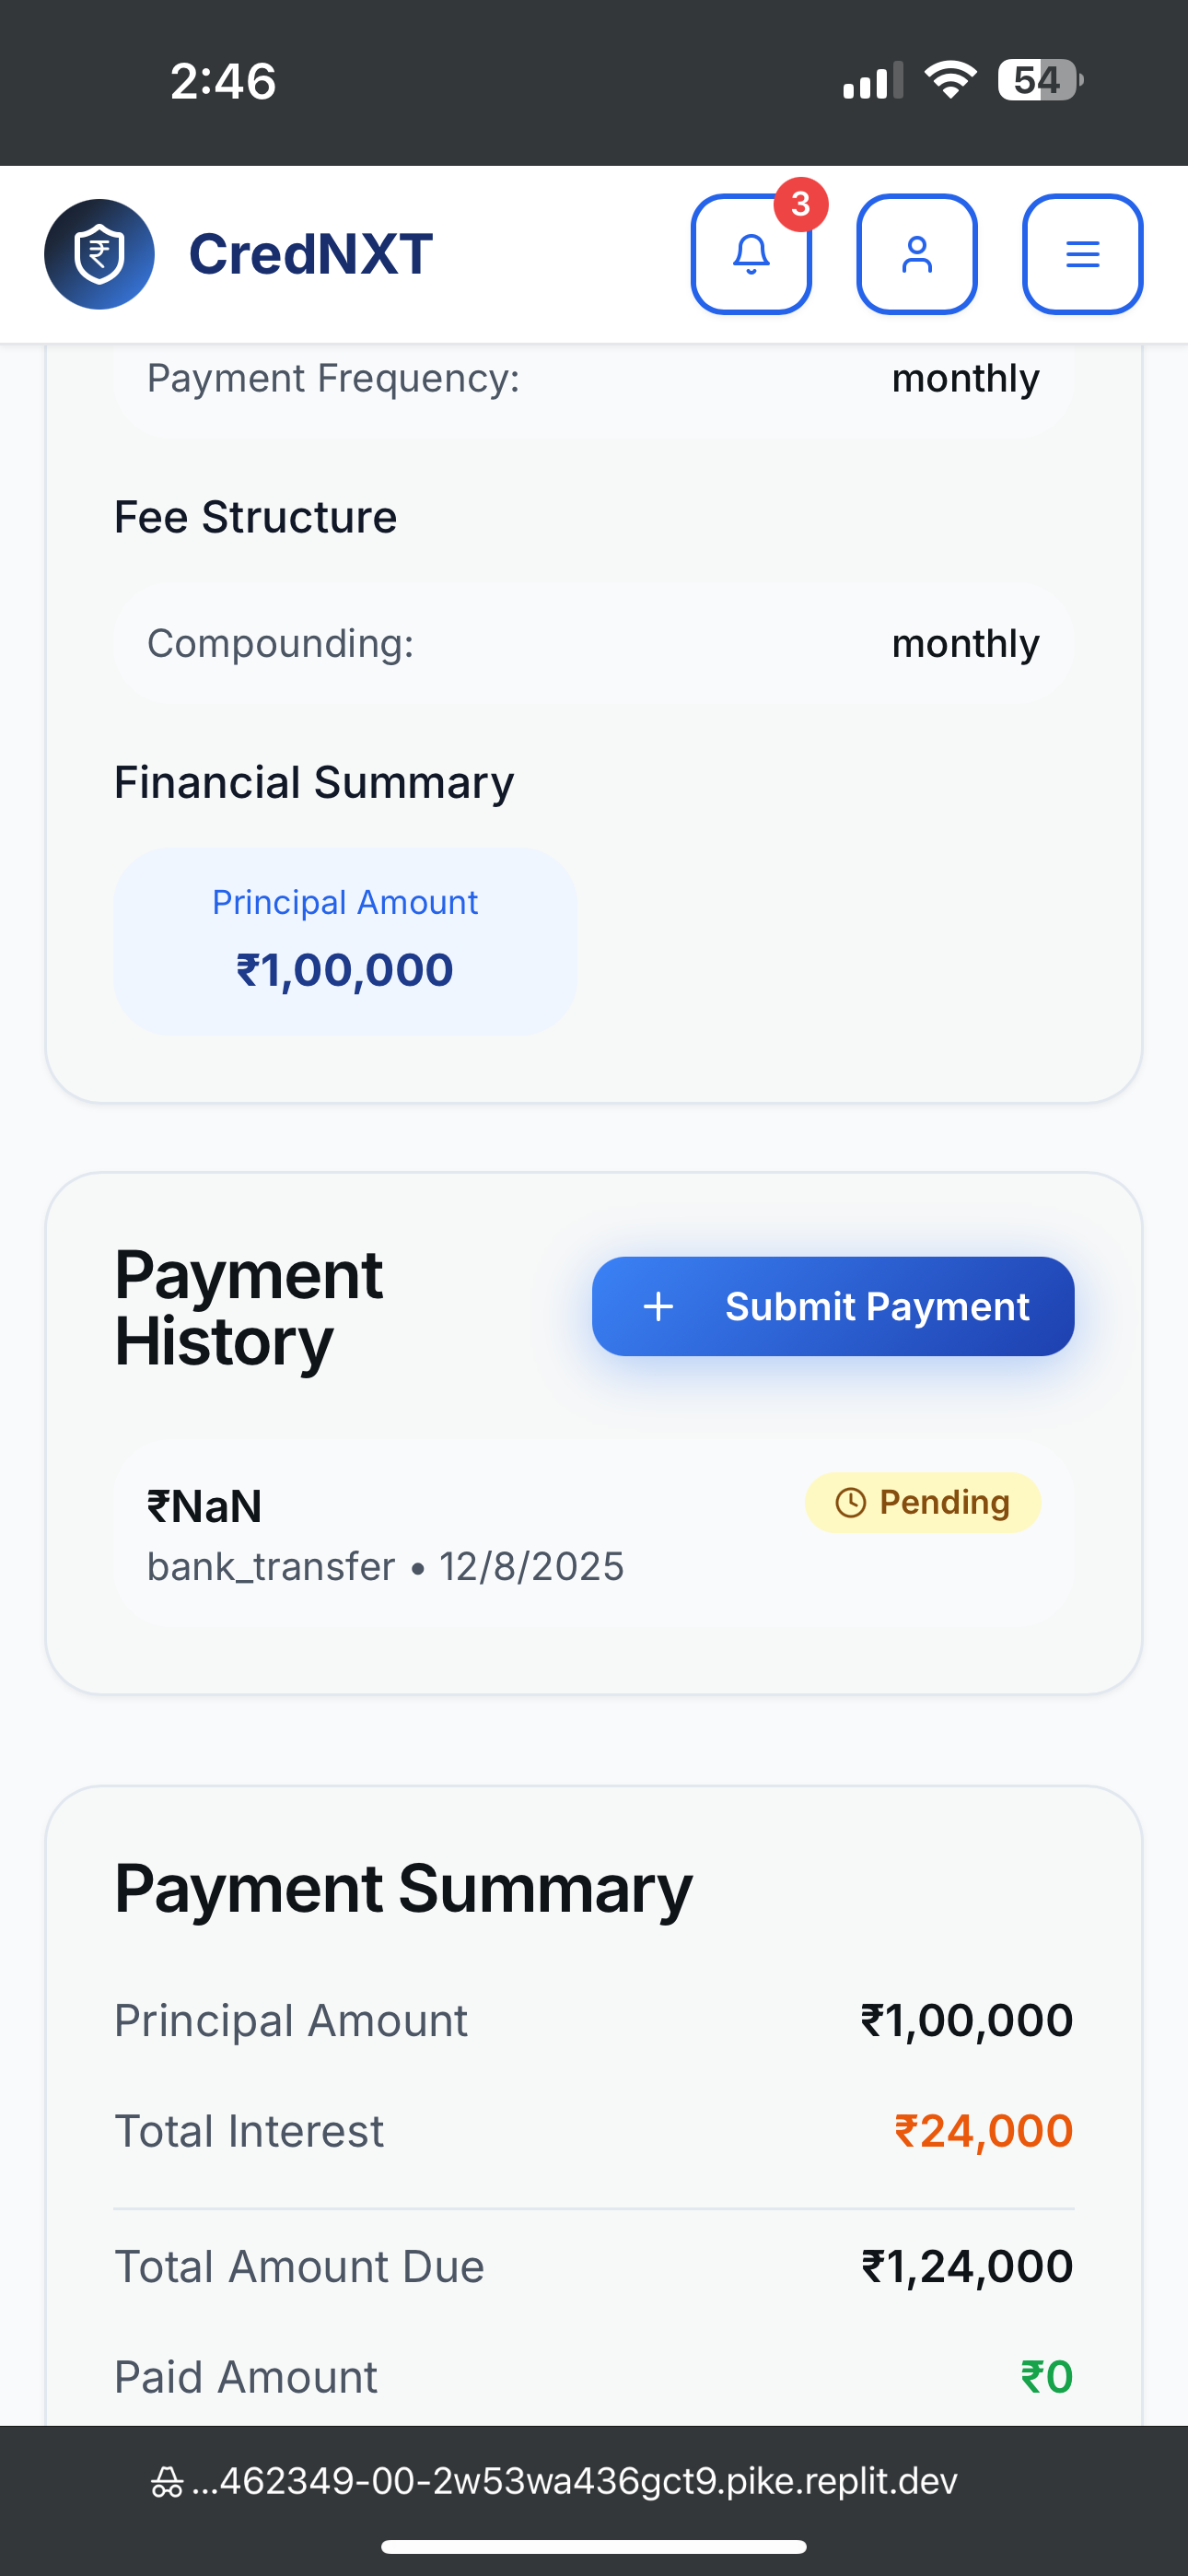 2:46
54
3
CredNXT
Payment Frequency: monthly
Fee Structure
Compounding: monthly
Financial Summary
Principal Amount
₹1,00,000
Payment
History
+ Submit Payment
₹NaN
Pending
bank_transfer • 12/8/2025
Payment Summary
Principal Amount ₹1,00,000
Total Interest ₹24,000
Total Amount Due ₹1,24,000
Paid Amount ₹0
...462349-00-2w53wa436gct9.pike.replit.dev